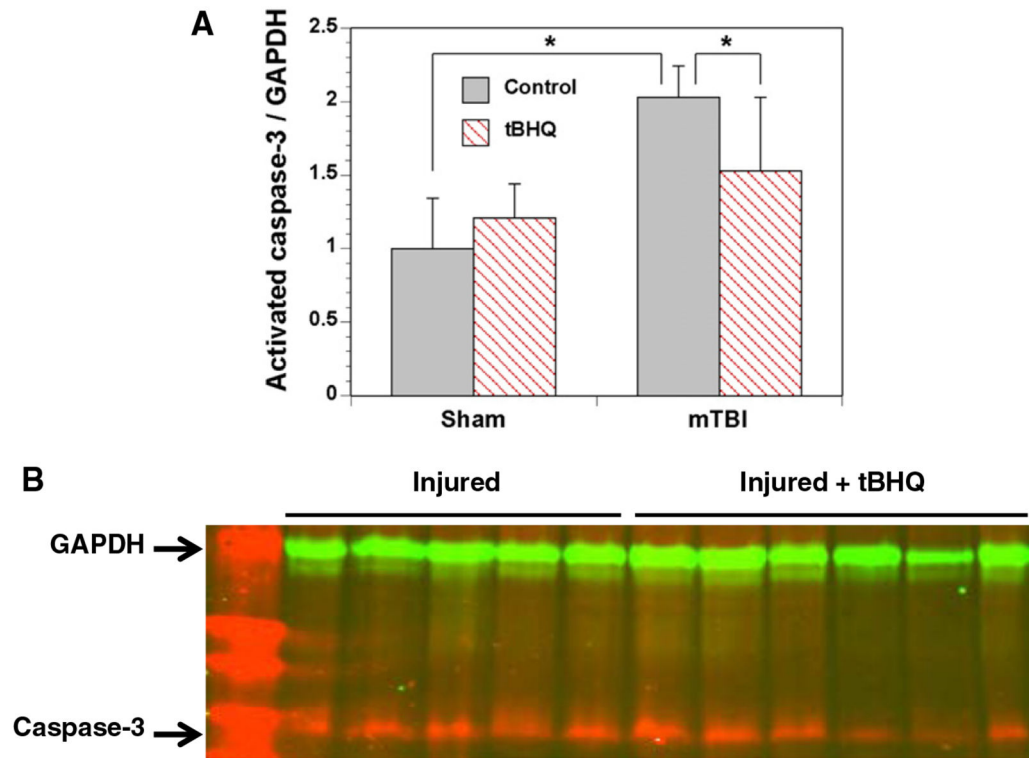 A
Activated caspase-3 / GAPDH
2.5
2
1.5
1
0.5
0
*
*
Control
tBHQ
Sham
mTBI
B
Injured
Injured + tBHQ
GAPDH
Caspase-3